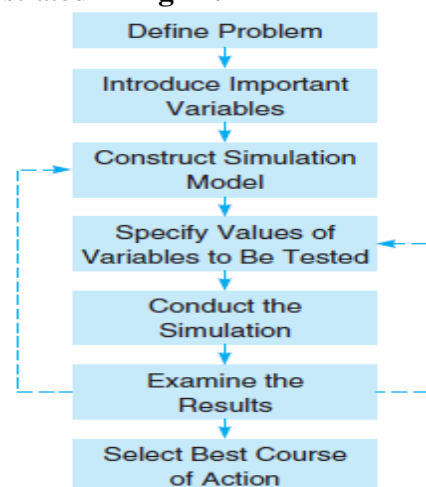 Define Problem
Introduce Important
Variables
Construct Simulation
Model
Specify Values of
Variables to Be Tested
Conduct the
Simulation
Examine the
Results
Select Best Course
of Action